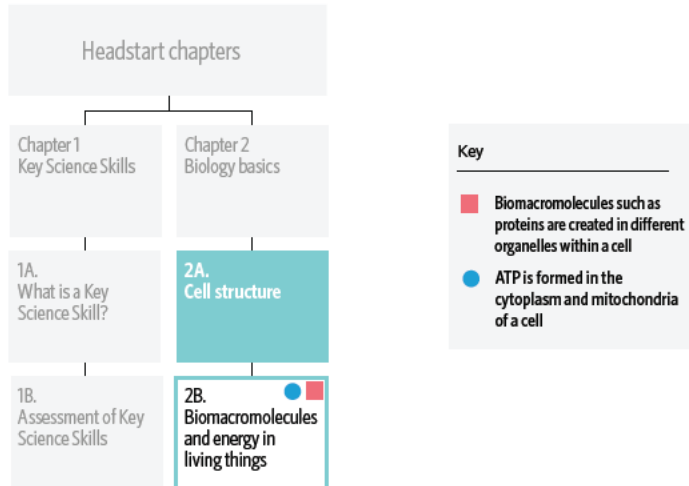 Headstart chapters
Chapter 1
Key Science Skills
Chapter 2
Biology basics
1A.
What is a Key
Science Skill?
2A.
Cell structure
1B.
Assessment of Key
Science Skills
2B.
Biomacromolecules
and energy in
living things
Key
Biomacromolecules such as
proteins are created in different
organelles within a cell
ATP is formed in the
cytoplasm and mitochondria
of a cell